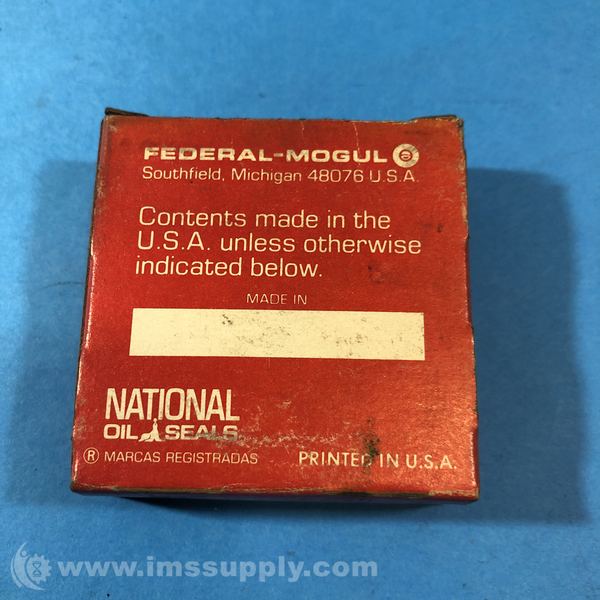 FEDERAL-MOGUL
Southfield, Michigan 48076 U.S.A.
Contents made in the
U.S.A. unless otherwise
indicated below.
MADE IN
NATIONAL
OIL SEALS
® MARCAS REGISTRADAS
PRINTED IN U.S.A.
www.imssupply.com